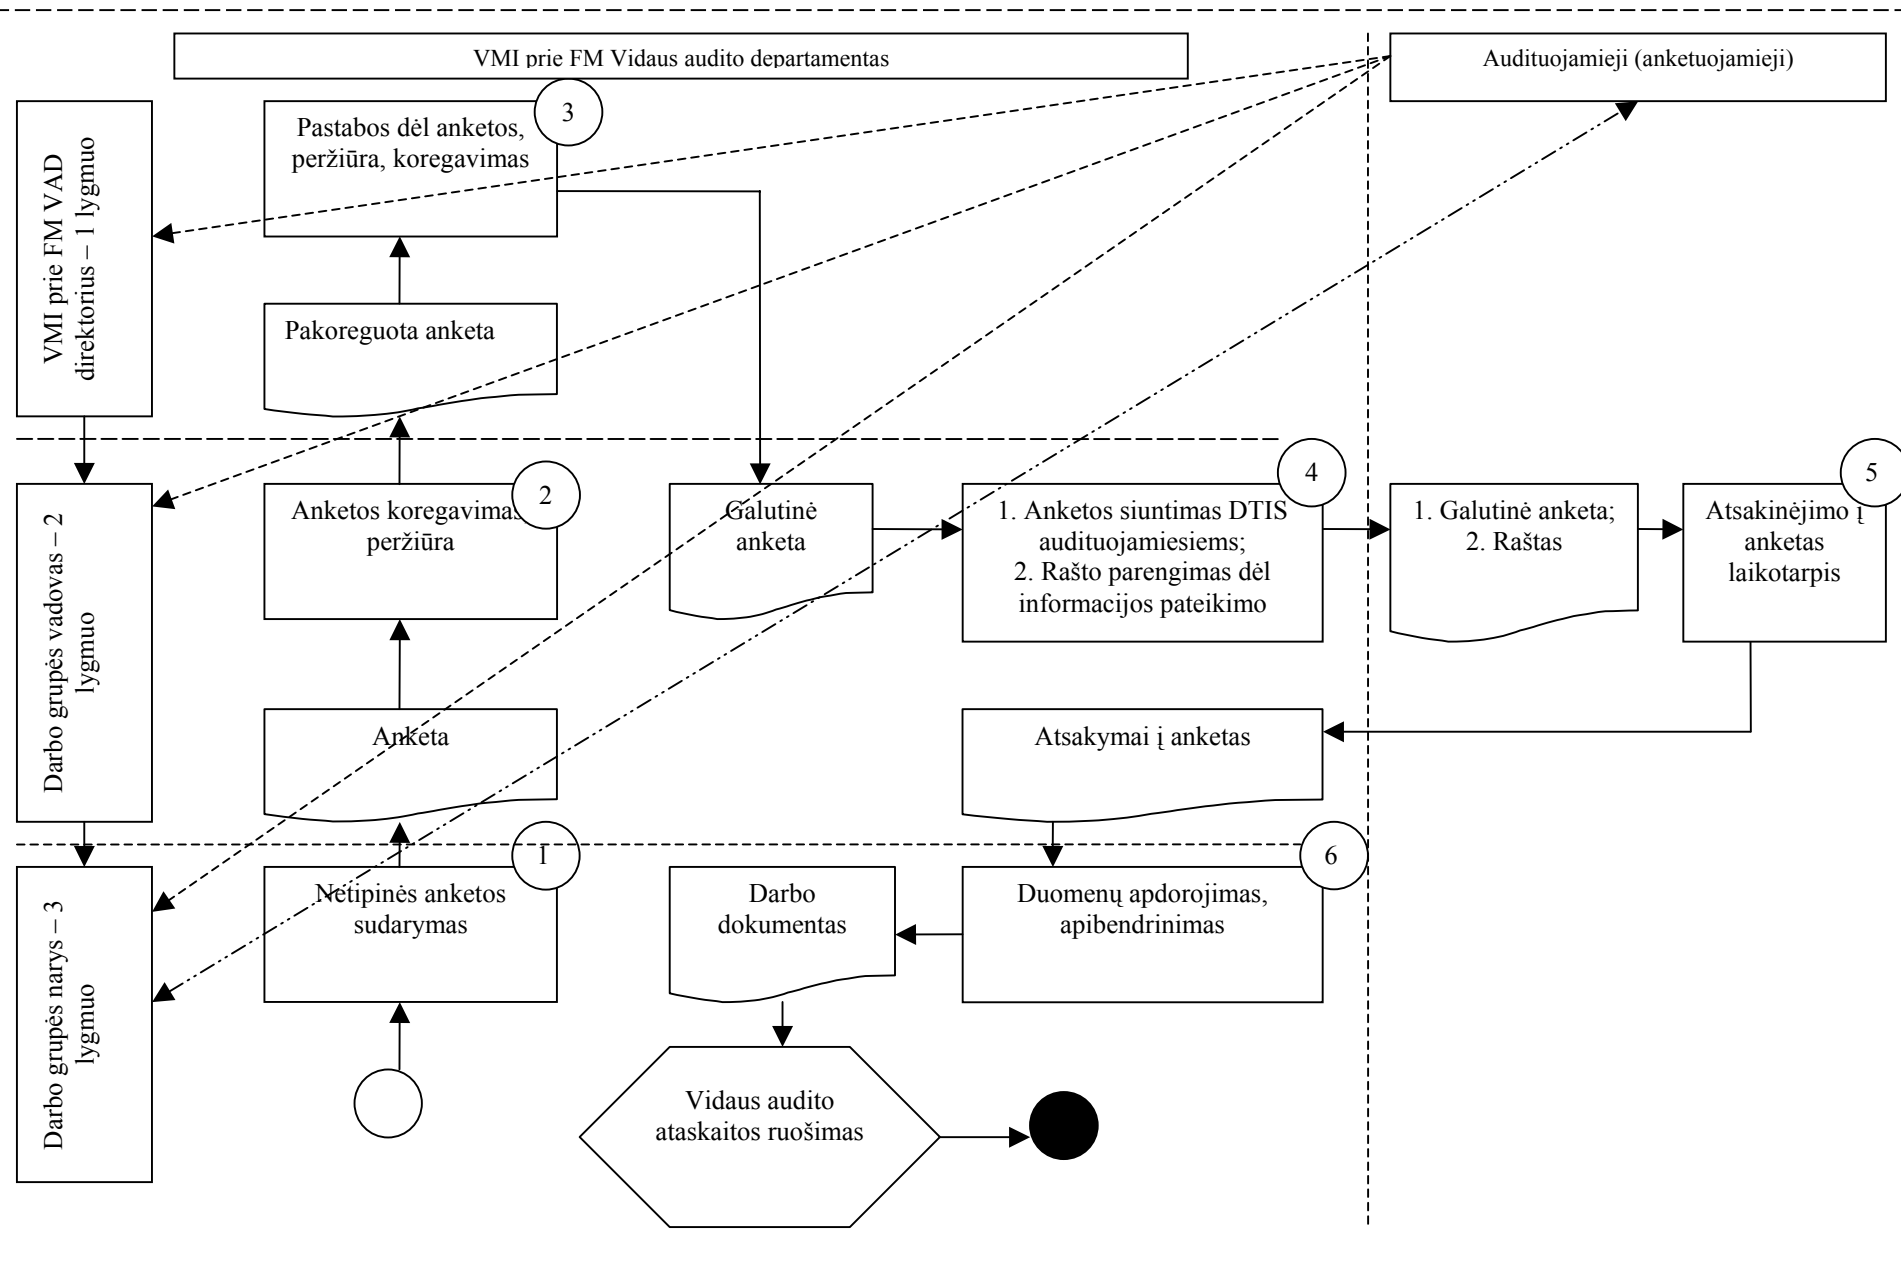 VMI prie FM Vidaus audito departamentas
Audituojamieji (anketuojamieji)
VMI prie FM VAD
direktorius – 1 lygmuo
3
Pastabos dėl anketos,
peržiūra, koregavimas
Pakoreguota anketa
Darbo grupės vadovas – 2
lygmuo
2
Anketos koregavimas
peržiūra
Galutinė
anketa
4
1. Anketos siuntimas DTIS
audituojamiesiems;
2. Rašto parengimas dėl
informacijos pateikimo
1. Galutinė anketa;
2. Raštas
5
Atsakinėjimo į
anketas
laikotarpis
Anketa
Atsakymai į anketas
Darbo grupės narys – 3
lygmuo
1
Netipinės anketos
sudarymas
Darbo
dokumentas
6
Duomenų apdorojimas,
apibendrinimas
Vidaus audito
ataskaitos ruošimas